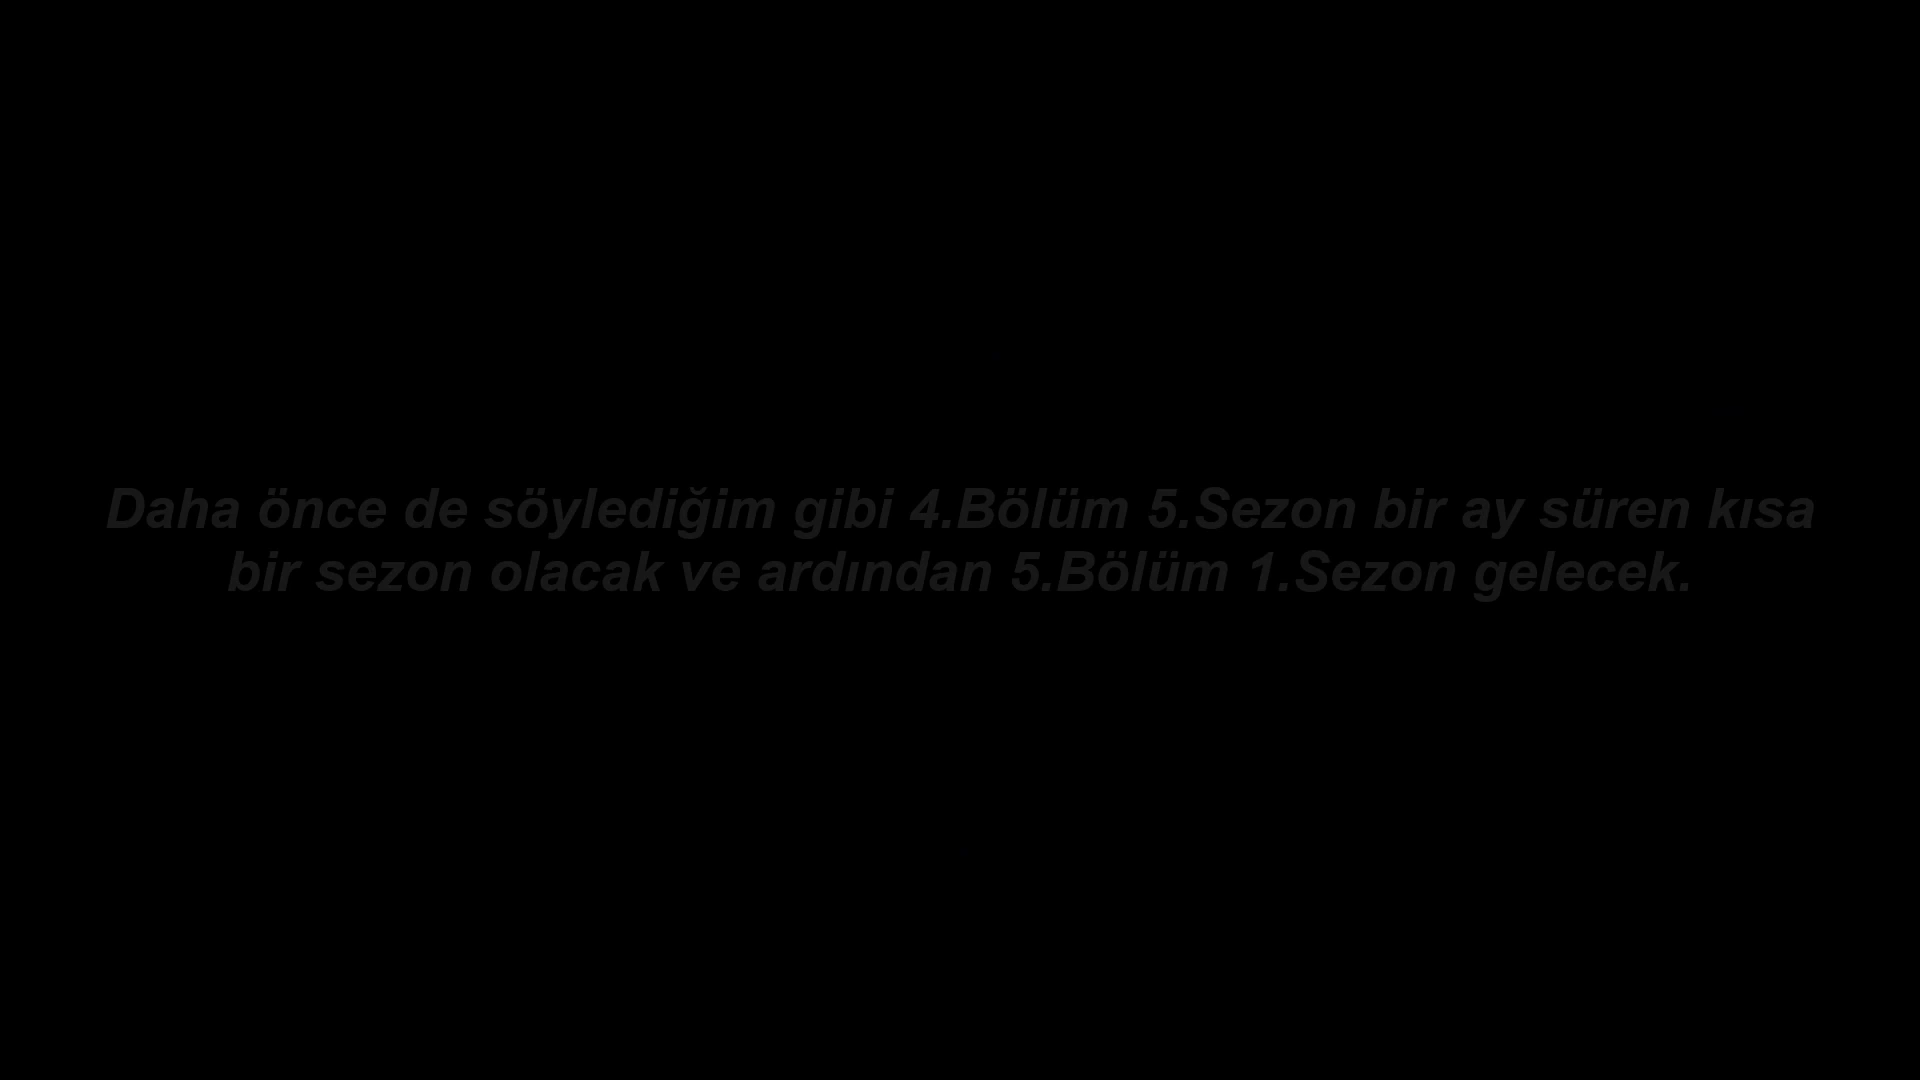 Daha önce de söylediğim gibi 4.Bölüm 5.Sezon bir ay süren kısa
bir sezon olacak ve ardından 5.Bölüm 1.Sezon gelecek.